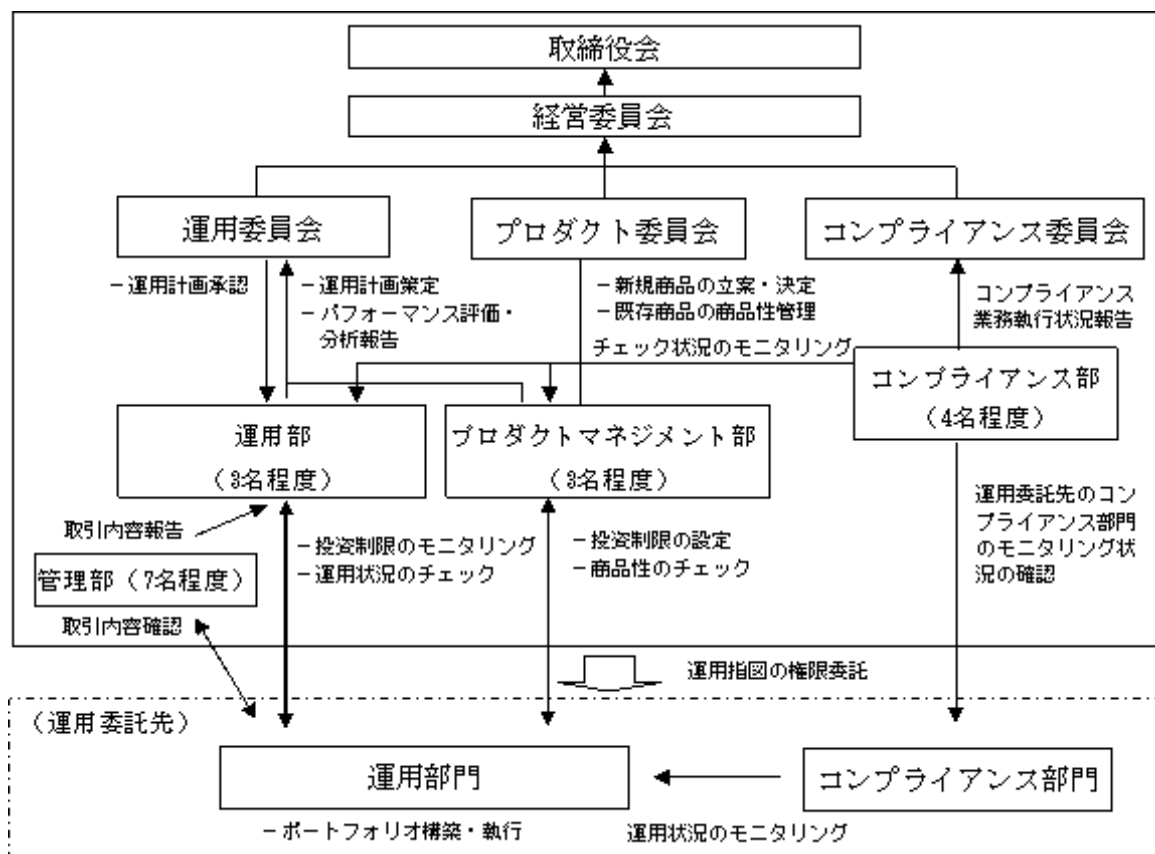 取締役会
経営委員会
運用委員会
プロダクト委員会
コンプライアンス委員会
－運用計画承認
－運用計画策定
－パフォーマンス評価・
分析報告
－新規商品の立案・決定
－既存商品の商品性管理
コンプライアンス
業務執行状況報告
チェック状況のモニタリング
運用部
（3名程度）
プロダクトマネジメント部
（3名程度）
コンプライアンス部
（4名程度）
取引内容報告
管理部（7名程度）
取引内容確認
－投資制限のモニタリング
－運用状況のチェック
－投資制限の設定
－商品性のチェック
運用委託先のコン
プライアンス部門
のモニタリング状
況の確認
運用指図の権限委託
（運用委託先）
運用部門
コンプライアンス部門
－ポートフォリオ構築・執行
運用状況のモニタリング